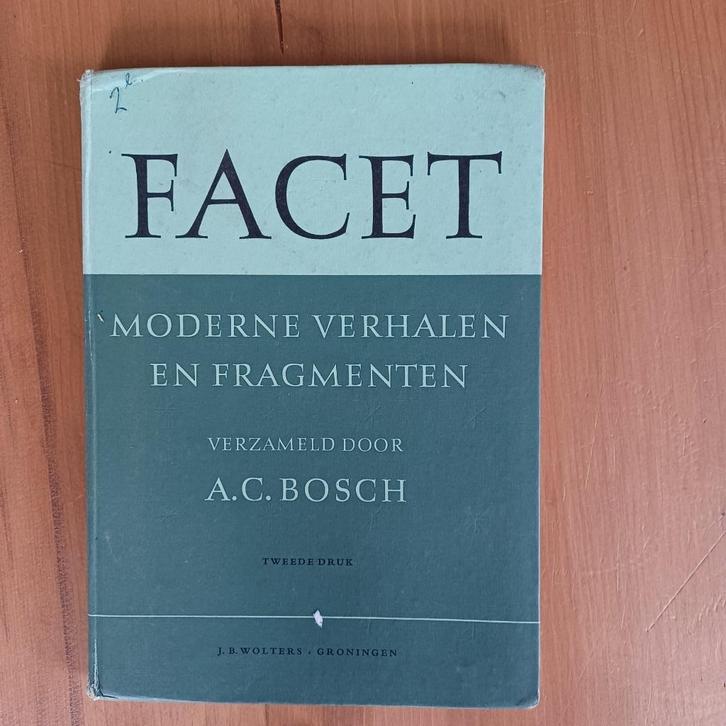 2e
FACET
MODERNE VERHALEN
EN FRAGMENTEN
VERZAMELD DOOR
A.C. BOSCH
TWEEDE DRUK
J. B. WOLTERS · GRONINGEN